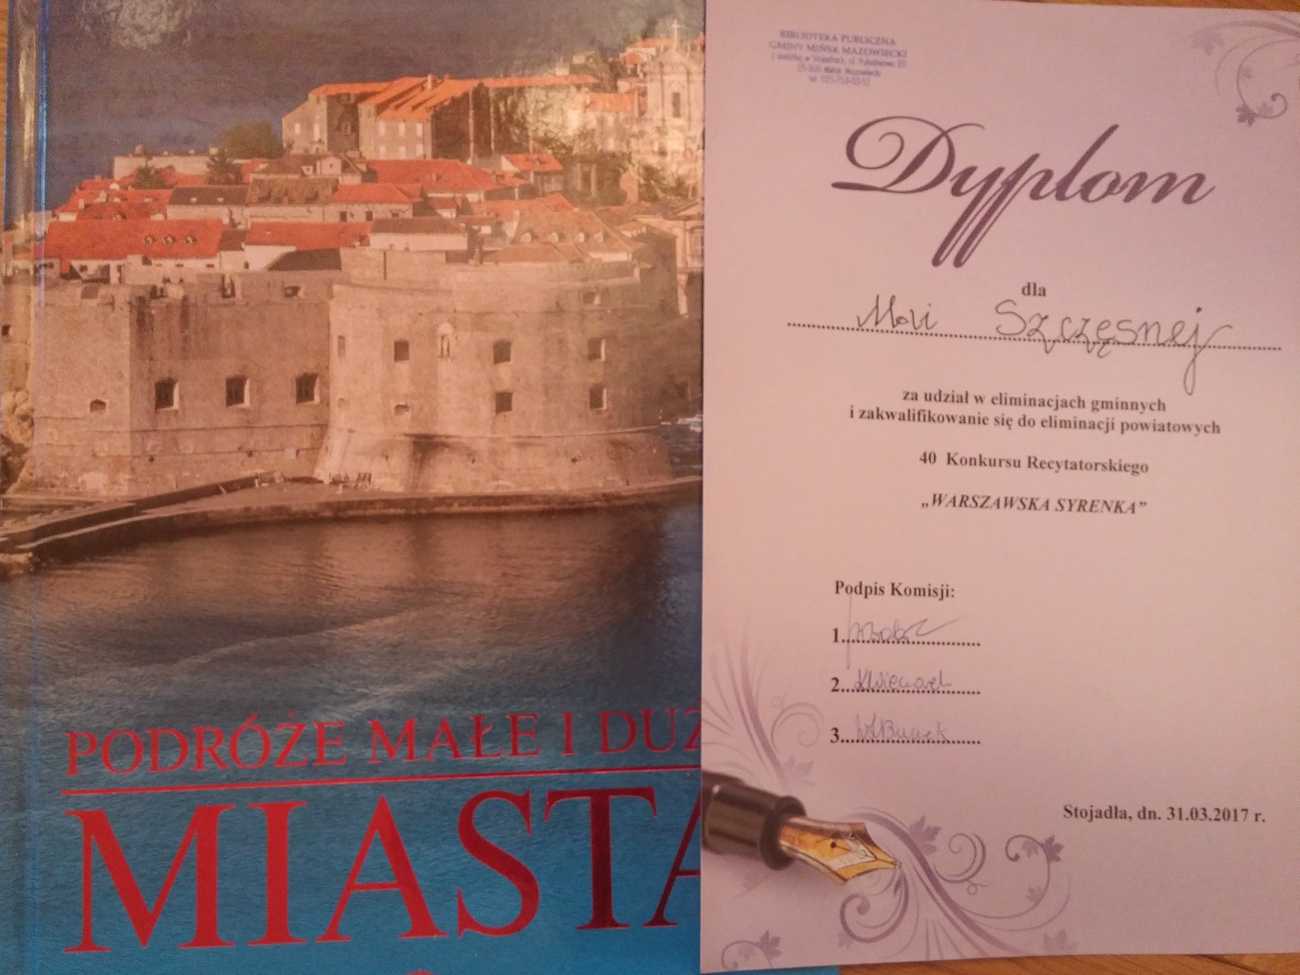 PODRÓŻE MAŁE I DUŻ
MIASTA
BIBLIOTEKA PUBLICZNA
GMINY MIŃSK MAZOWIECKI
Dyplom
dla
Mai Szczęsnej
za udział w eliminacjach gminnych
i zakwalifikowanie się do eliminacji powiatowych
40 Konkursu Recytatorskiego
„WARSZAWSKA SYRENKA”
Podpis Komisji:
1
2
3
Stojadła, dn. 31.03.2017 r.